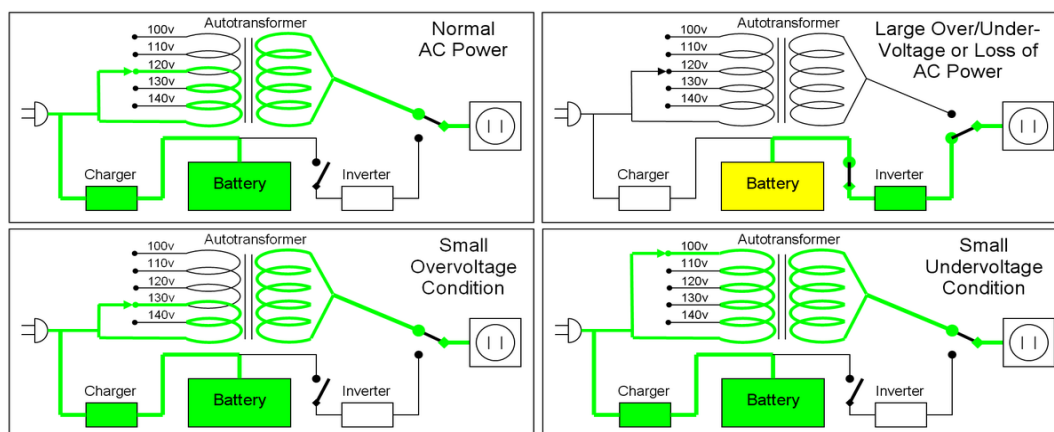 Autotransformer
Normal
AC Power
100v
110v
120v
130v
140v
Charger
Battery
Inverter
Autotransformer
Large Over/Under-
Voltage or Loss of
AC Power
100v
110v
120v
130v
140v
Charger
Battery
Inverter
Autotransformer
Small
Overvoltage
Condition
100v
110v
120v
130v
140v
Charger
Battery
Inverter
Autotransformer
Small
Undervoltage
Condition
100v
110v
120v
130v
140v
Charger
Battery
Inverter